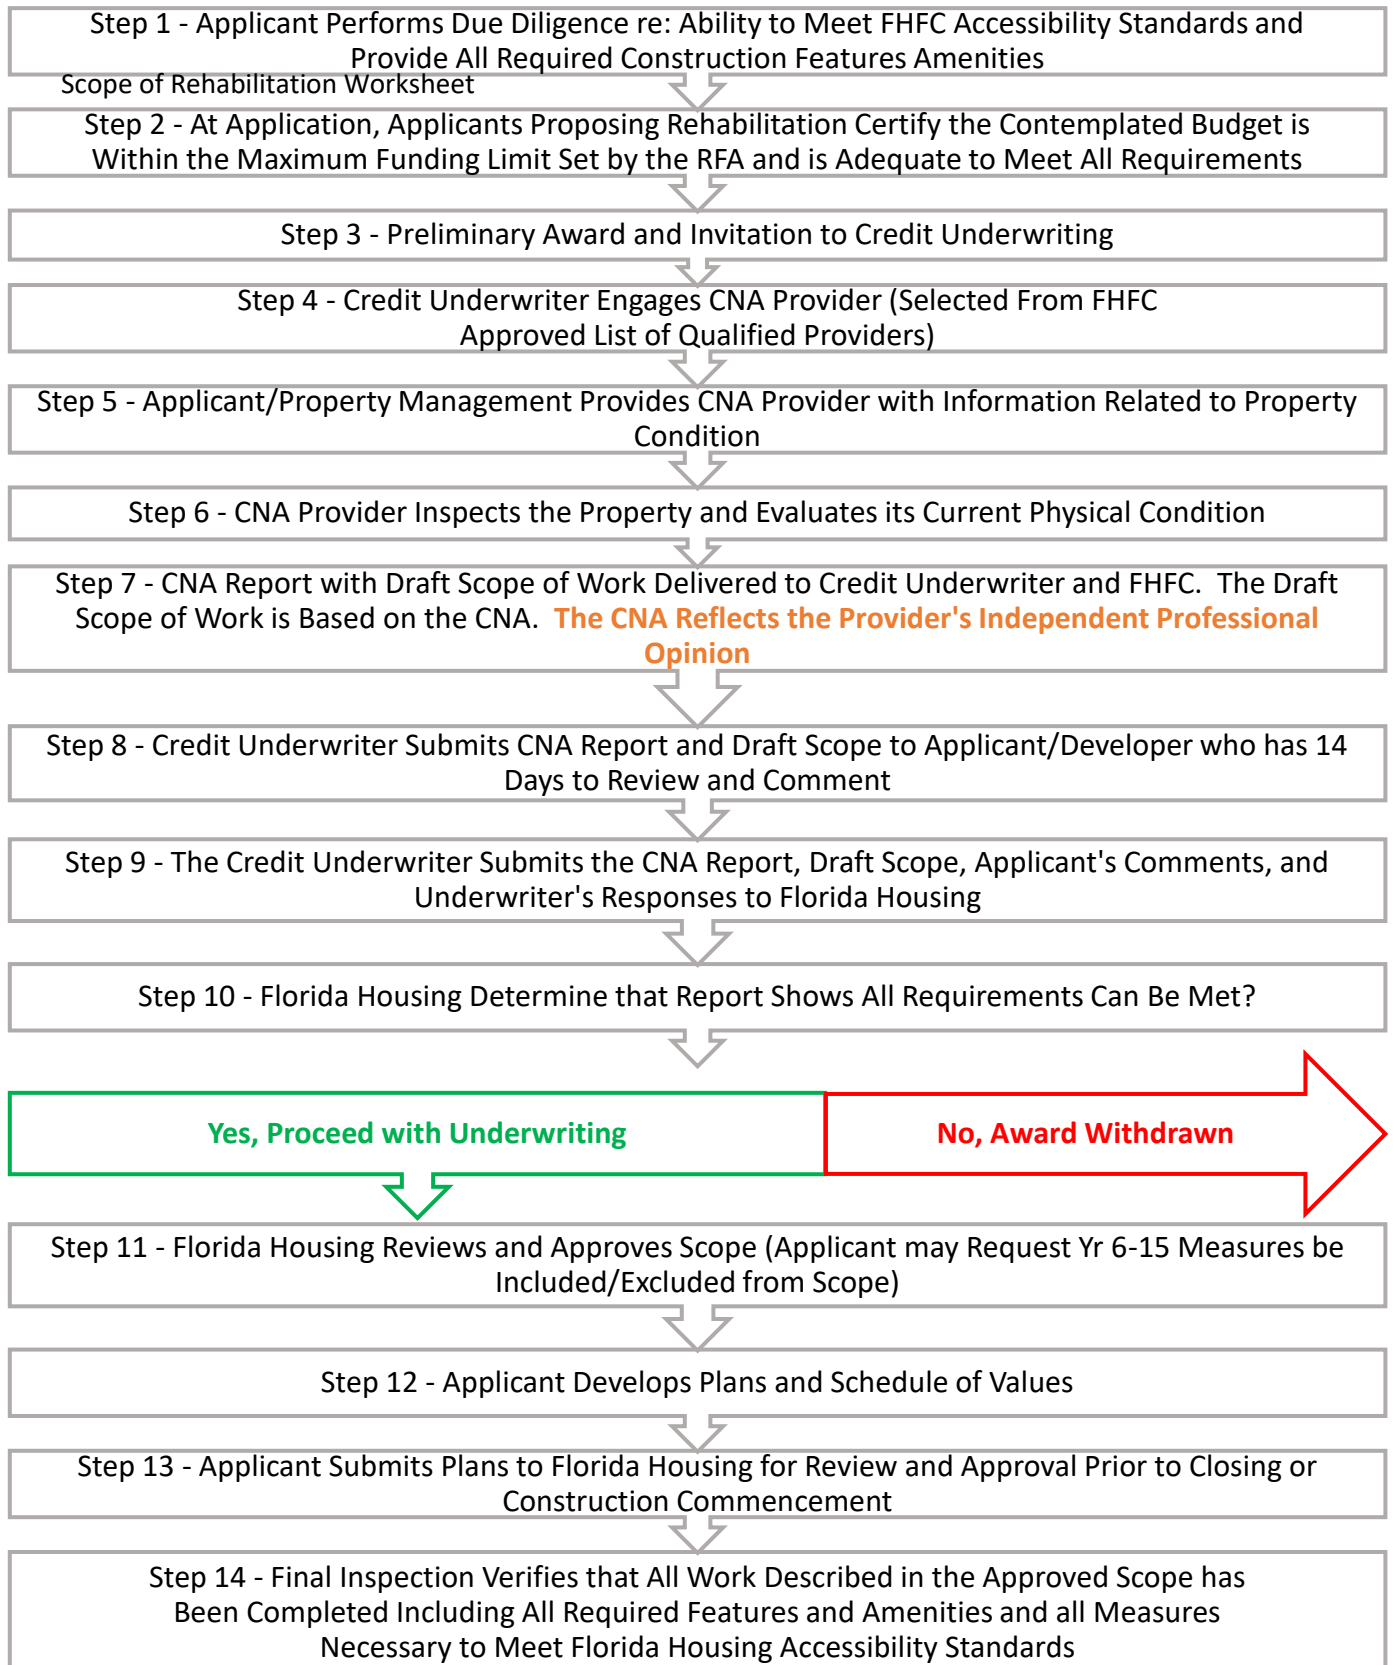 Step 1 - Applicant Performs Due Diligence re: Ability to Meet FHFC Accessibility Standards and
Provide All Required Construction Features Amenities
Scope of Rehabilitation Worksheet
Step 2 - At Application, Applicants Proposing Rehabilitation Certify the Contemplated Budget is
Within the Maximum Funding Limit Set by the RFA and is Adequate to Meet All Requirements
Step 3 - Preliminary Award and Invitation to Credit Underwriting
Step 4 - Credit Underwriter Engages CNA Provider (Selected From FHFC
Approved List of Qualified Providers)
Step 5 - Applicant/Property Management Provides CNA Provider with Information Related to Property
Condition
Step 6 - CNA Provider Inspects the Property and Evaluates its Current Physical Condition
Step 7 - CNA Report with Draft Scope of Work Delivered to Credit Underwriter and FHFC.  The Draft
Scope of Work is Based on the CNA.  The CNA Reflects the Provider's Independent Professional
Opinion
Step 8 - Credit Underwriter Submits CNA Report and Draft Scope to Applicant/Developer who has 14
Days to Review and Comment
Step 9 - The Credit Underwriter Submits the CNA Report, Draft Scope, Applicant's Comments, and
Underwriter's Responses to Florida Housing
Step 10 - Florida Housing Determine that Report Shows All Requirements Can Be Met?
Yes, Proceed with Underwriting
No, Award Withdrawn
Step 11 - Florida Housing Reviews and Approves Scope (Applicant may Request Yr 6-15 Measures be
Included/Excluded from Scope)
Step 12 - Applicant Develops Plans and Schedule of Values
Step 13 - Applicant Submits Plans to Florida Housing for Review and Approval Prior to Closing or
Construction Commencement
Step 14 - Final Inspection Verifies that All Work Described in the Approved Scope has
Been Completed Including All Required Features and Amenities and all Measures
Necessary to Meet Florida Housing Accessibility Standards